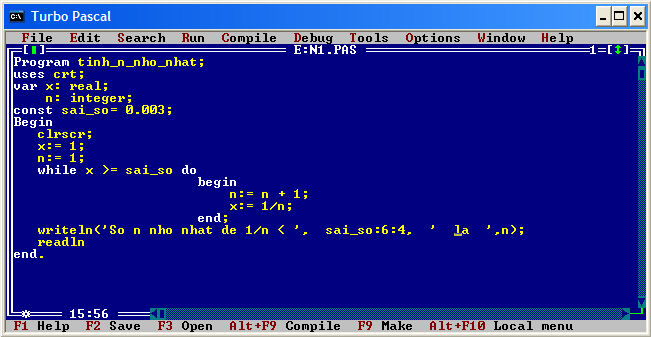 Turbo Pascal
File Edit Search Run Compile Debug Tools Options Window Help
[■] E:N1.PAS 1=[↕]
Program tinh_n_nho_nhat;
uses crt;
var x: real;
    n: integer;
const sai_so= 0.003;
Begin
   clrscr;
   x:= 1;
   n:= 1;
   while x >= sai_so do
                       begin
                           n:= n + 1;
                           x:= 1/n;
                       end;
   writeln('So n nho nhat de 1/n < ',  sai_so:6:4,  '  la  ',n);
   readln
end.
15:56
F1 Help F2 Save F3 Open Alt+F9 Compile F9 Make Alt+F10 Local menu